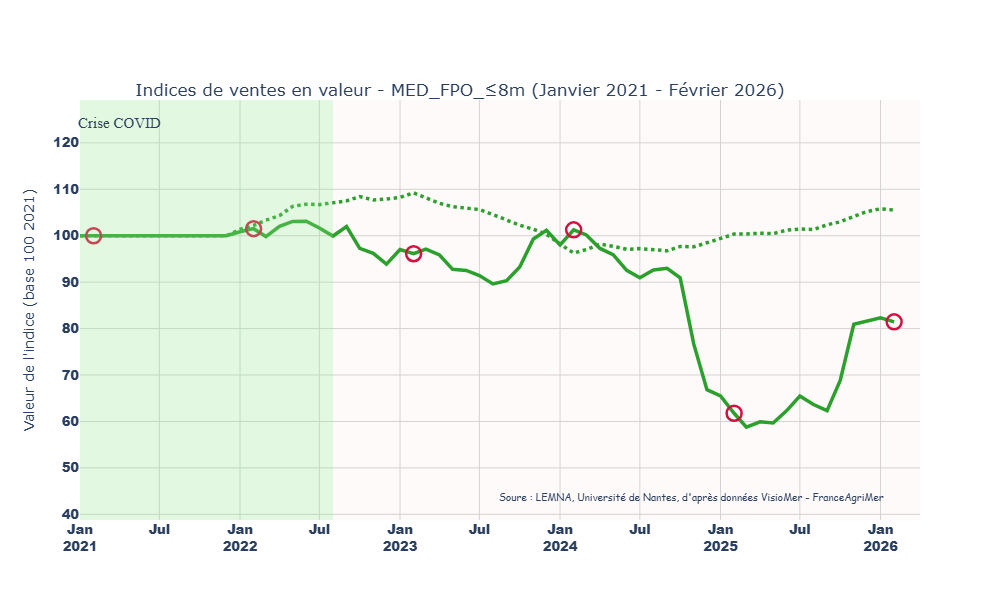 Indices de ventes en valeur - MED_FPO_≤8m (Janvier 2021 - Février 2026)
Crise COVID
Valeur de l'indice (base 100 2021)
120
110
100
90
80
70
60
50
40
Soure : LEMNA, Université de Nantes, d'après données VisioMer - FranceAgriMer
Jan Jul Jan Jul Jan Jul Jan Jul Jan Jul Jan
2021 2022 2023 2024 2025 2026